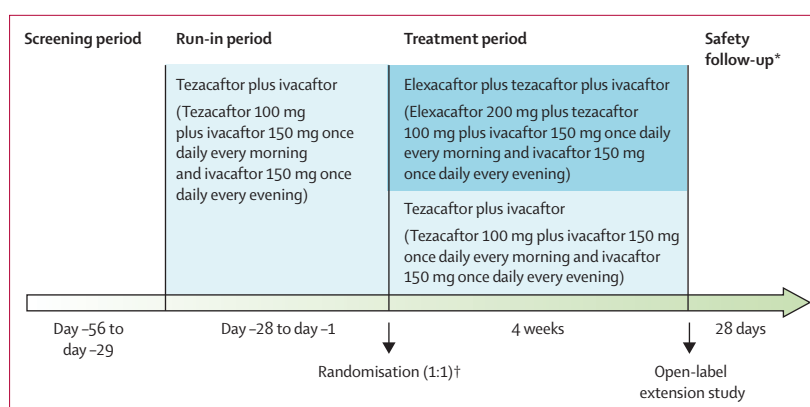 Screening period
Run-in period
Treatment period
Safety
follow-up*
Tezacaftor plus ivacaftor
(Tezacaftor 100 mg
plus ivacaftor 150 mg once
daily every morning
and ivacaftor 150 mg once
daily every evening)
Elexacaftor plus tezacaftor plus ivacaftor
(Elexacaftor 200 mg plus tezacaftor
100 mg plus ivacaftor 150 mg once daily
every morning and ivacaftor 150 mg
once daily every evening)
Tezacaftor plus ivacaftor
(Tezacaftor 100 mg plus ivacaftor 150 mg
once daily every morning and ivacaftor
150 mg once daily every evening)
Day –56 to
day –29
Day –28 to day –1
4 weeks
28 days
Randomisation (1:1)†
Open-label
extension study